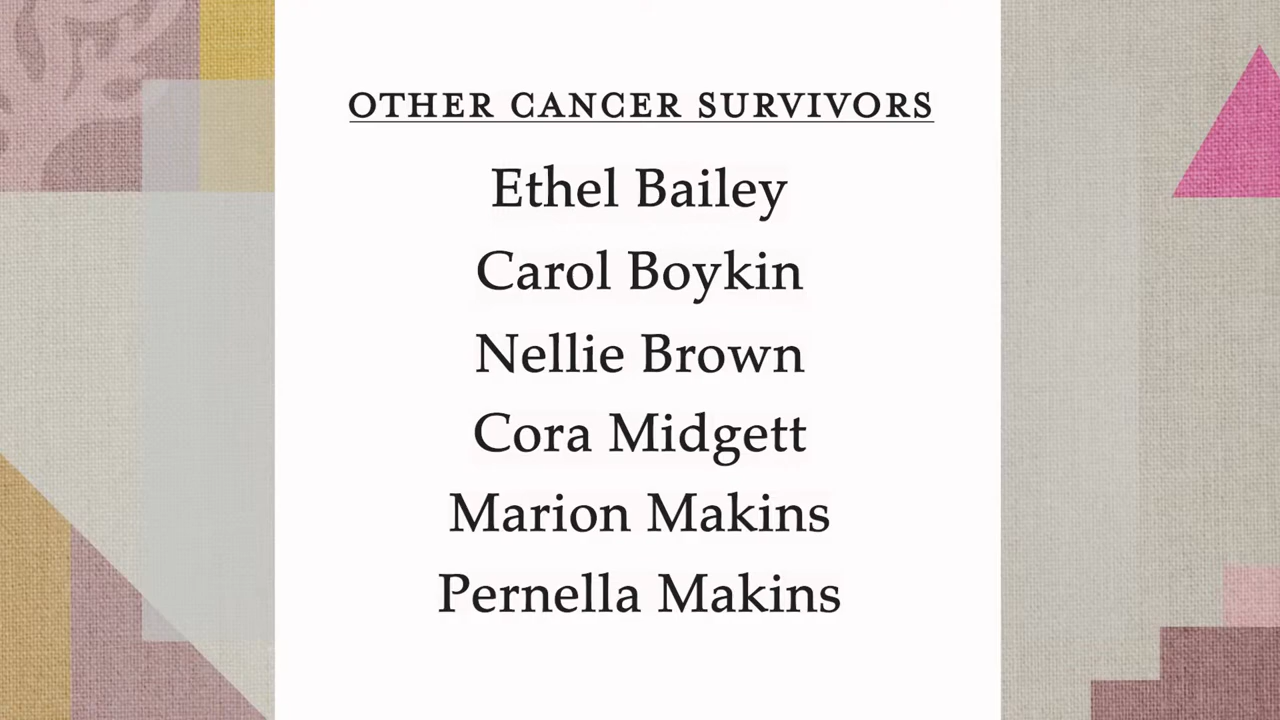 OTHER CANCER SURVIVORS
Ethel Bailey
Carol Boykin
Nellie Brown
Cora Midgett
Marion Makins
Pernella Makins